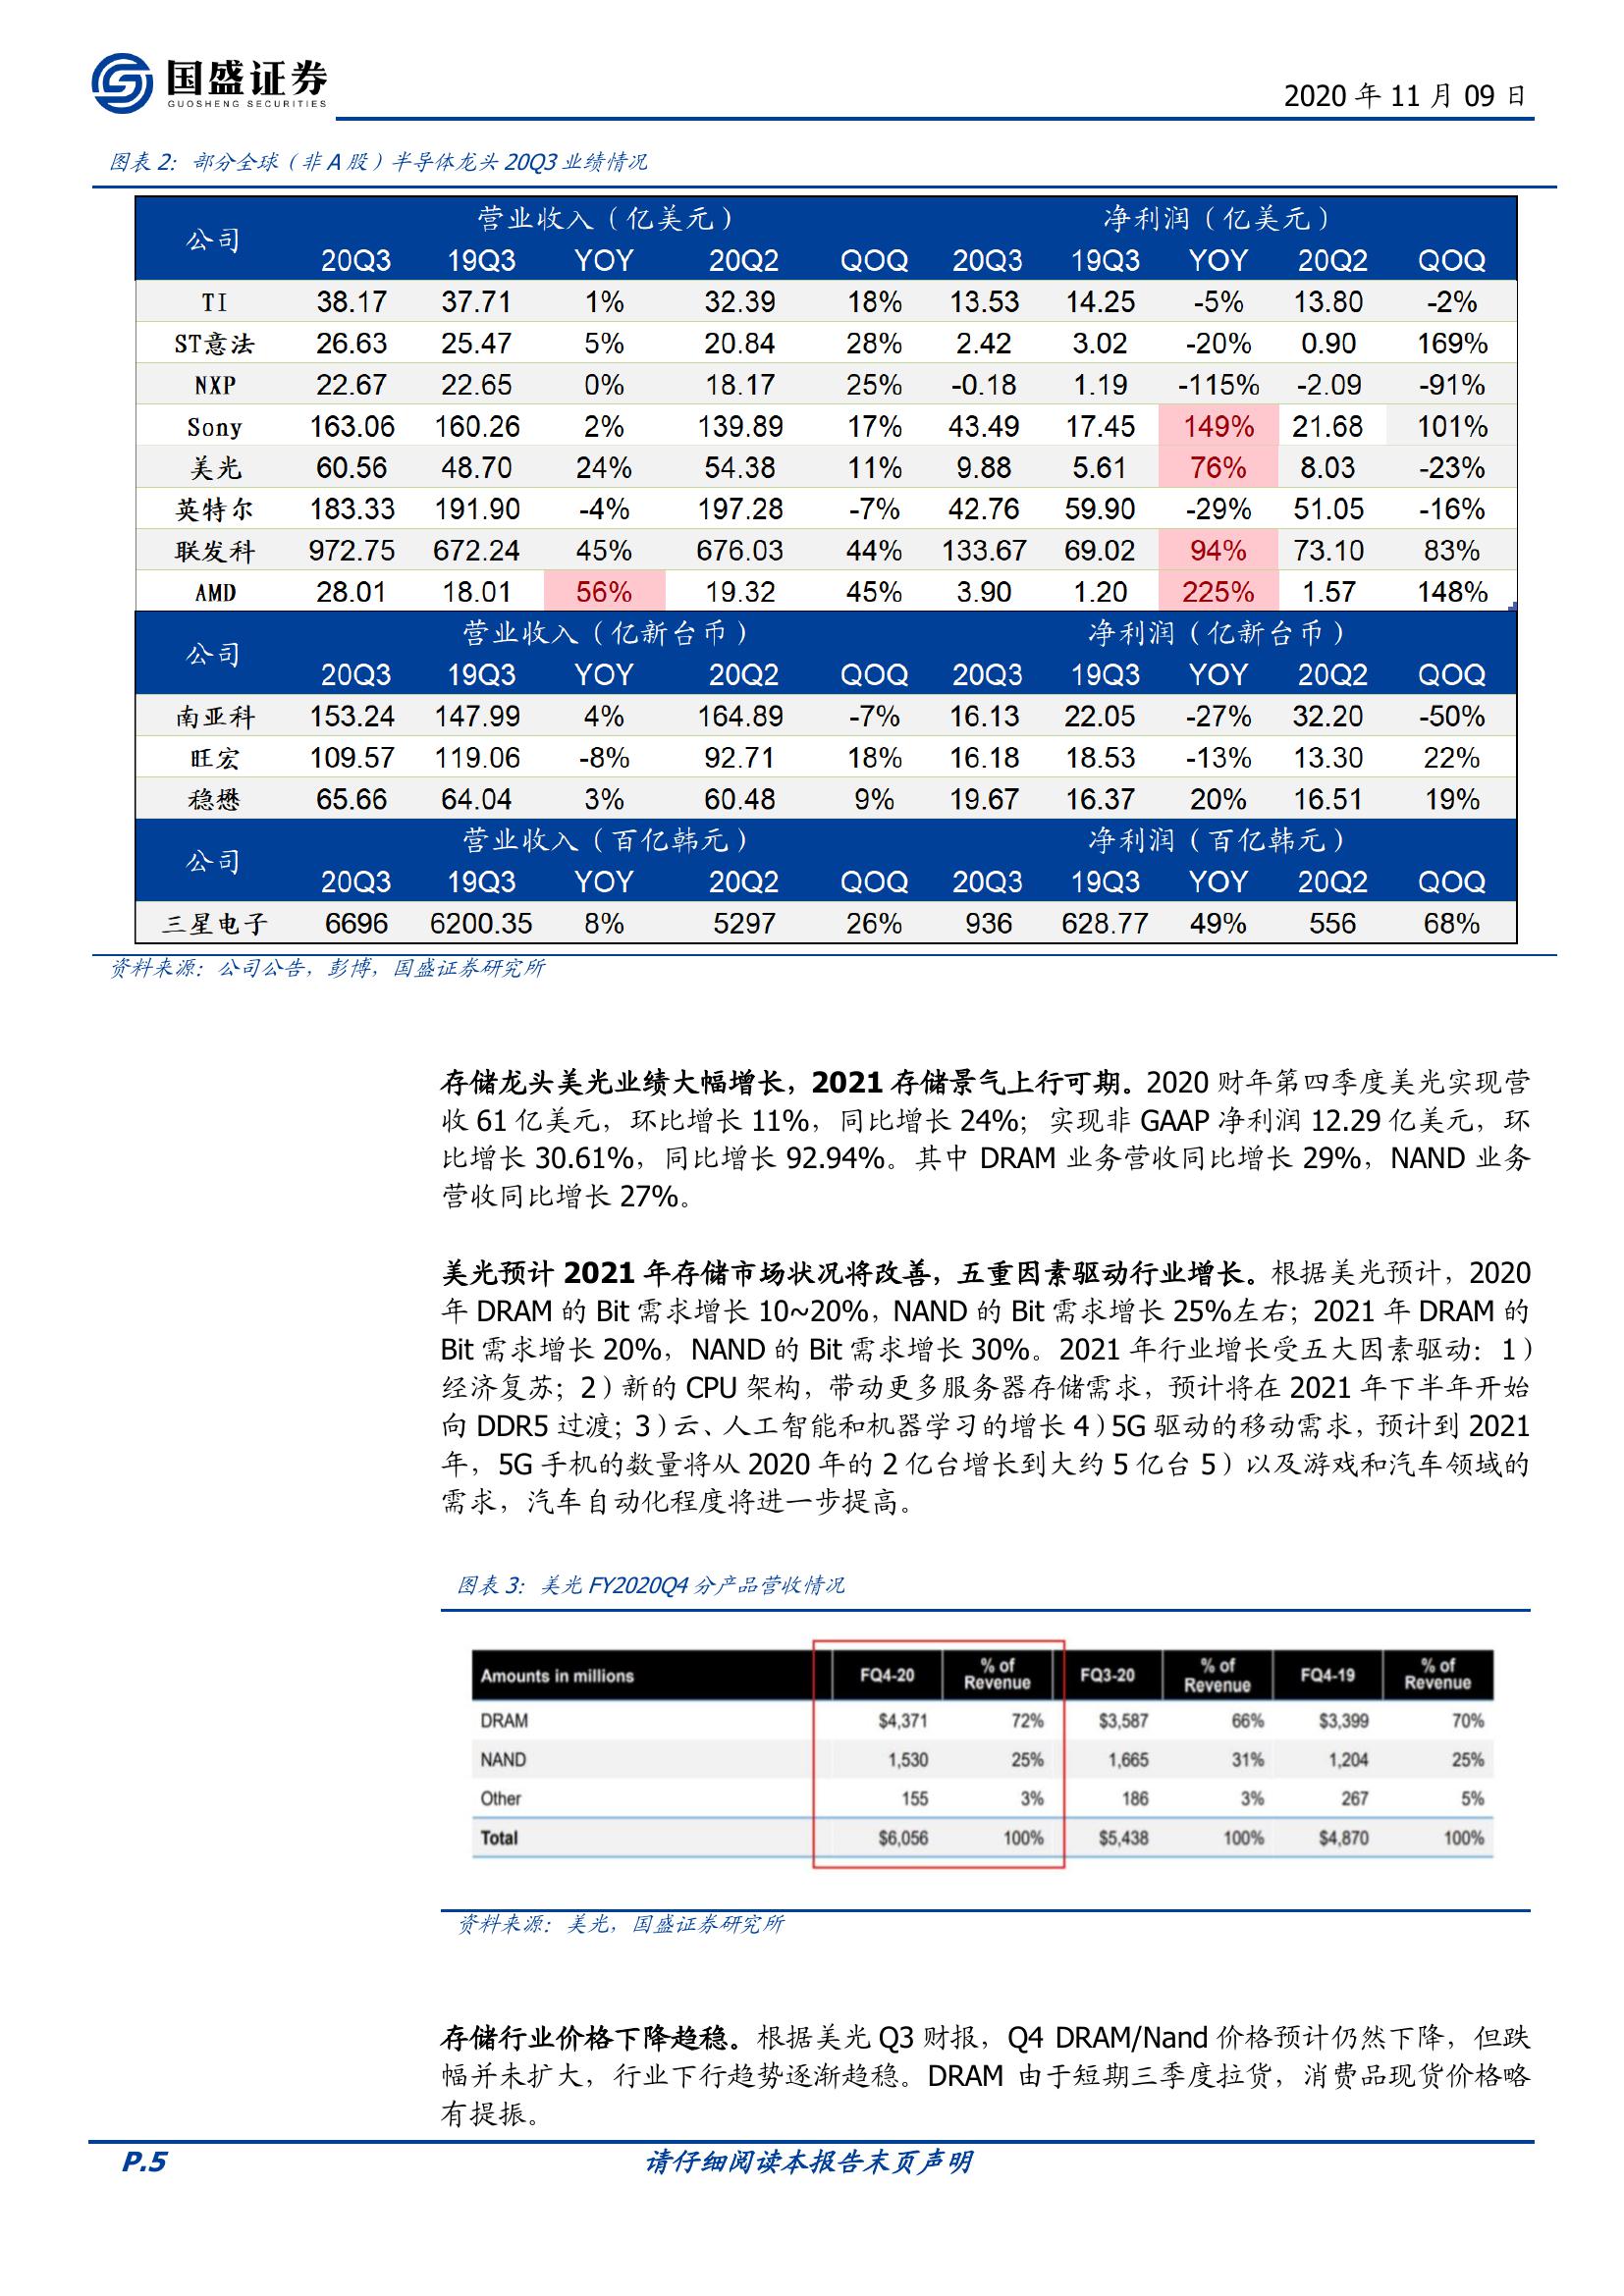 国盛证券
GUOSHENG SECURITIES
2020 年 11 月 09 日
图表 2：部分全球（非 A 股）半导体龙头 20Q3 业绩情况
公司 营业收入（亿美元） 净利润（亿美元）
20Q3 19Q3 YOY 20Q2 QOQ 20Q3 19Q3 YOY 20Q2 QOQ
TI 38.17 37.71 1% 32.39 18% 13.53 14.25 -5% 13.80 -2%
ST意法 26.63 25.47 5% 20.84 28% 2.42 3.02 -20% 0.90 169%
NXP 22.67 22.65 0% 18.17 25% -0.18 1.19 -115% -2.09 -91%
Sony 163.06 160.26 2% 139.89 17% 43.49 17.45 149% 21.68 101%
美光 60.56 48.70 24% 54.38 11% 9.88 5.61 76% 8.03 -23%
英特尔 183.33 191.90 -4% 197.28 -7% 42.76 59.90 -29% 51.05 -16%
联发科 972.75 672.24 45% 676.03 44% 133.67 69.02 94% 73.10 83%
AMD 28.01 18.01 56% 19.32 45% 3.90 1.20 225% 1.57 148%
公司 营业收入（亿新台币） 净利润（亿新台币）
20Q3 19Q3 YOY 20Q2 QOQ 20Q3 19Q3 YOY 20Q2 QOQ
南亚科 153.24 147.99 4% 164.89 -7% 16.13 22.05 -27% 32.20 -50%
旺宏 109.57 119.06 -8% 92.71 18% 16.18 18.53 -13% 13.30 22%
稳懋 65.66 64.04 3% 60.48 9% 19.67 16.37 20% 16.51 19%
公司 营业收入（百亿韩元） 净利润（百亿韩元）
20Q3 19Q3 YOY 20Q2 QOQ 20Q3 19Q3 YOY 20Q2 QOQ
三星电子 6696 6200.35 8% 5297 26% 936 628.77 49% 556 68%
资料来源：公司公告，彭博，国盛证券研究所
存储龙头美光业绩大幅增长，2021 存储景气上行可期。2020 财年第四季度美光实现营
收 61 亿美元，环比增长 11%，同比增长 24%；实现非 GAAP 净利润 12.29 亿美元，环
比增长 30.61%，同比增长 92.94%。其中 DRAM 业务营收同比增长 29%，NAND 业务
营收同比增长 27%。
美光预计 2021 年存储市场状况将改善，五重因素驱动行业增长。根据美光预计，2020
年 DRAM 的 Bit 需求增长 10~20%，NAND 的 Bit 需求增长 25%左右；2021 年 DRAM 的
Bit 需求增长 20%，NAND 的 Bit 需求增长 30%。2021 年行业增长受五大因素驱动：1）
经济复苏；2）新的 CPU 架构，带动更多服务器存储需求，预计将在 2021 年下半年开始
向 DDR5 过渡；3）云、人工智能和机器学习的增长 4）5G 驱动的移动需求，预计到 2021
年，5G 手机的数量将从 2020 年的 2 亿台增长到大约 5 亿台 5）以及游戏和汽车领域的
需求，汽车自动化程度将进一步提高。
图表 3：美光 FY2020Q4 分产品营收情况
Amounts in millions FQ4-20 % of Revenue FQ3-20 % of Revenue FQ4-19 % of Revenue
DRAM $4,371 72% $3,587 66% $3,399 70%
NAND 1,530 25% 1,665 31% 1,204 25%
Other 155 3% 186 3% 267 5%
Total $6,056 100% $5,438 100% $4,870 100%
资料来源：美光，国盛证券研究所
存储行业价格下降趋稳。根据美光 Q3 财报，Q4 DRAM/Nand 价格预计仍然下降，但跌
幅并未扩大，行业下行趋势逐渐趋稳。DRAM 由于短期三季度拉货，消费品现货价格略
有提振。
P.5 请仔细阅读本报告末页声明